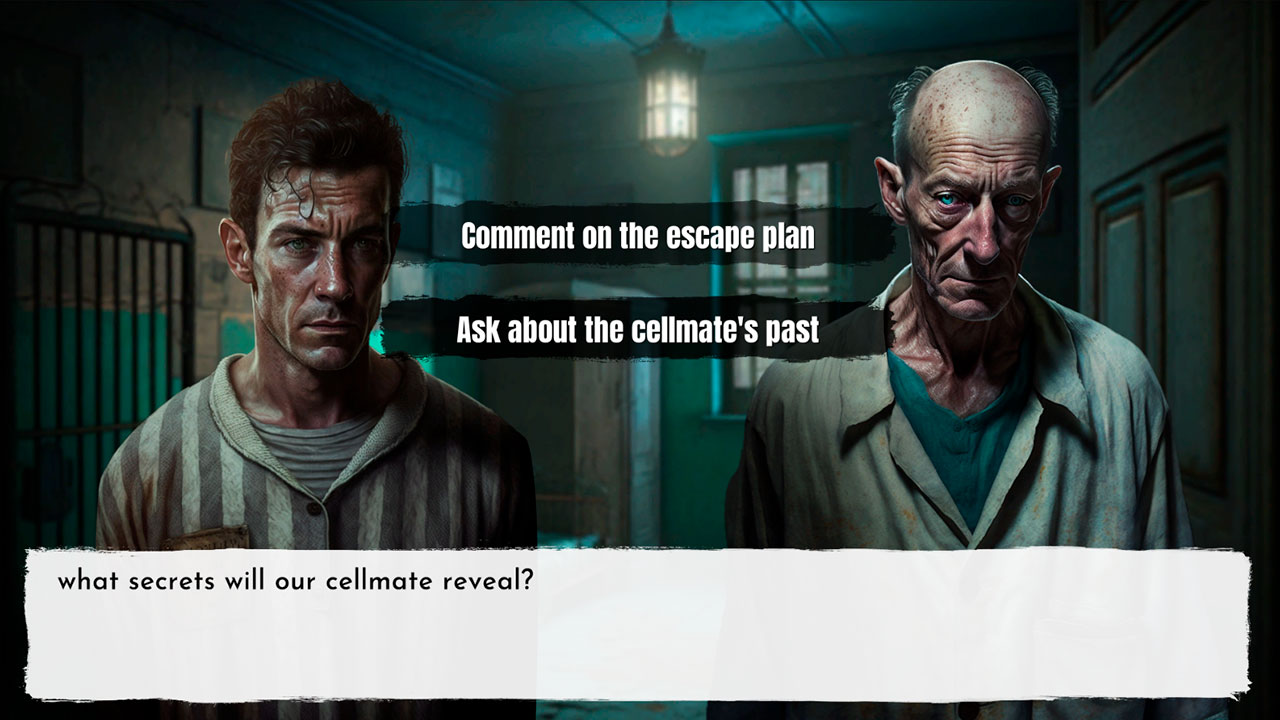 Comment on the escape plan
Ask about the cellmate's past
what secrets will our cellmate reveal?